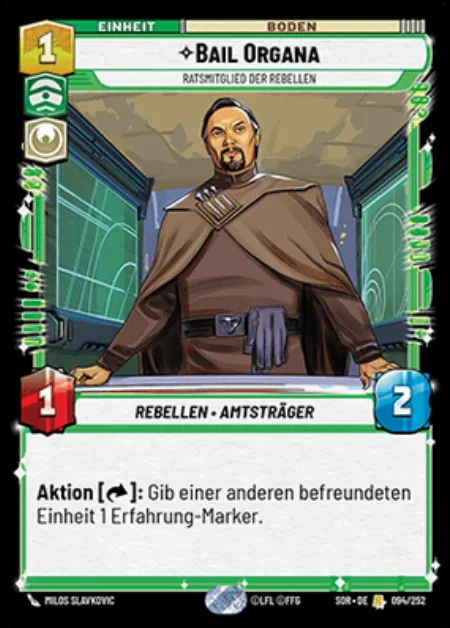 EINHEIT
BODEN
1
BAIL ORGANA
RATSMITGLIED DER REBELLEN
1
REBELLEN • AMTSTRÄGER
2
Aktion [↷]: Gib einer anderen befreundeten
Einheit 1 Erfahrung-Marker.
MILOS SLAVKOVIC
©LFL ©FFG
SOR • DE
094/252